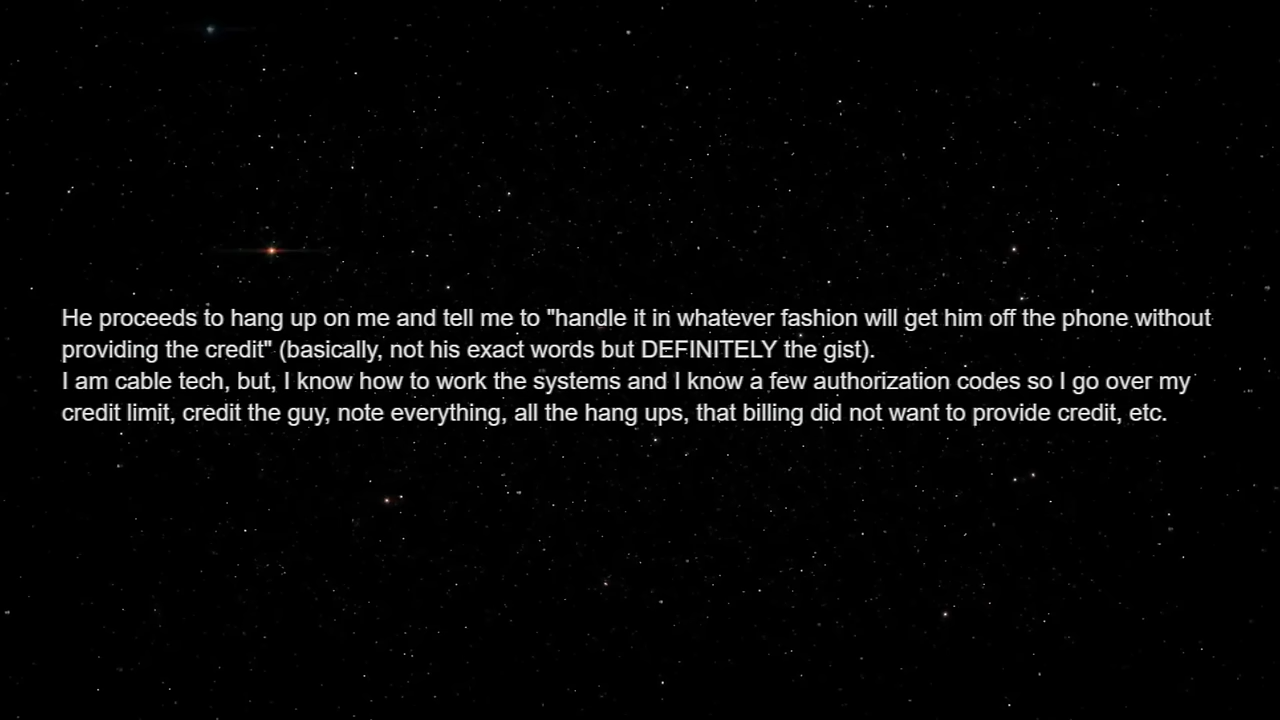 He proceeds to hang up on me and tell me to "handle it in whatever fashion will get him off the phone without
providing the credit" (basically, not his exact words but DEFINITELY the gist).
I am cable tech, but, I know how to work the systems and I know a few authorization codes so I go over my
credit limit, credit the guy, note everything, all the hang ups, that billing did not want to provide credit, etc.